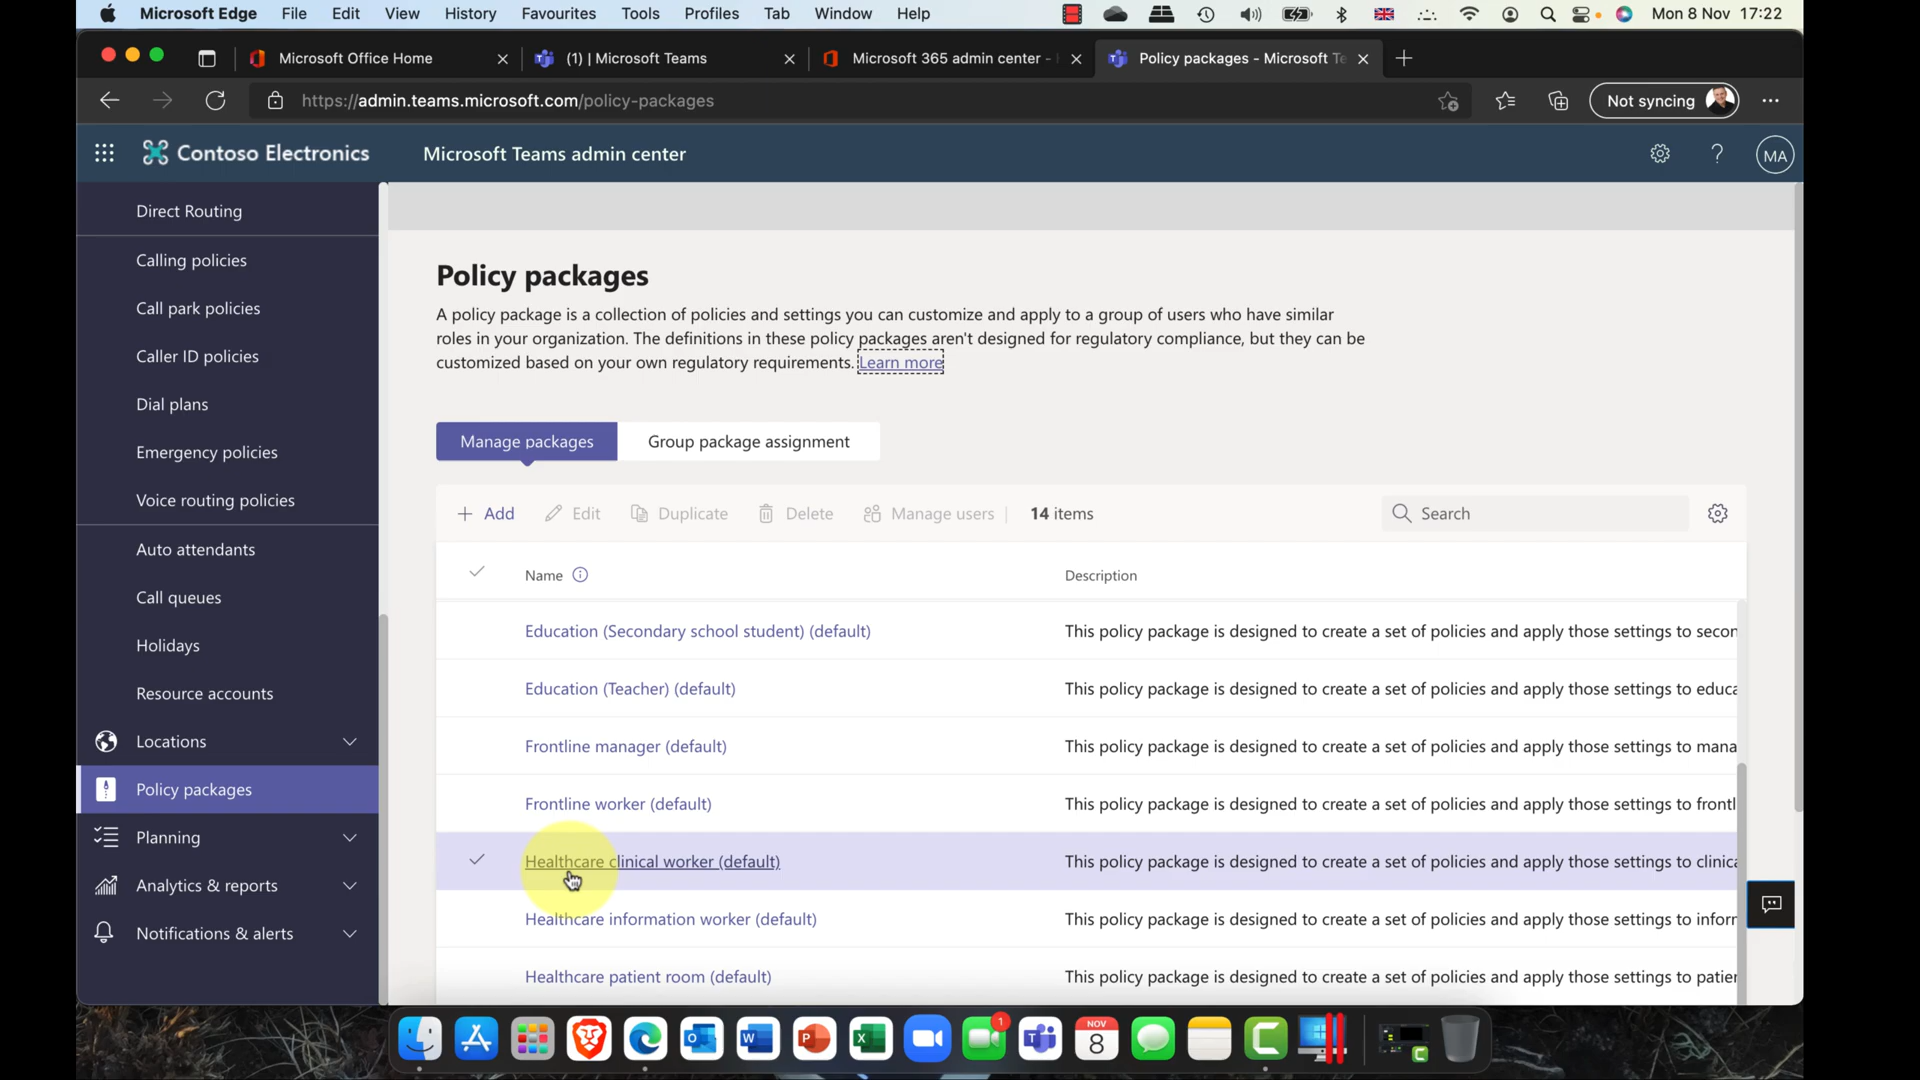 Microsoft Edge File Edit View History Favourites Tools Profiles Tab Window Help Mon 8 Nov 17:22
Microsoft Office Home (1) | Microsoft Teams Microsoft 365 admin center - Policy packages - Microsoft Te
https://admin.teams.microsoft.com/policy-packages Not syncing
Contoso Electronics Microsoft Teams admin center MA
Direct Routing
Calling policies
Call park policies
Caller ID policies
Dial plans
Emergency policies
Voice routing policies
Auto attendants
Call queues
Holidays
Resource accounts
Locations
Policy packages
Planning
Analytics & reports
Notifications & alerts
Policy packages
A policy package is a collection of policies and settings you can customize and apply to a group of users who have similar
roles in your organization. The definitions in these policy packages aren't designed for regulatory compliance, but they can be
customized based on your own regulatory requirements. Learn more
Manage packages Group package assignment
Add Edit Duplicate Delete Manage users 14 items Search
Name Description
Education (Secondary school student) (default) This policy package is designed to create a set of policies and apply those settings to secon
Education (Teacher) (default) This policy package is designed to create a set of policies and apply those settings to educa
Frontline manager (default) This policy package is designed to create a set of policies and apply those settings to mana
Frontline worker (default) This policy package is designed to create a set of policies and apply those settings to frontl
Healthcare clinical worker (default) This policy package is designed to create a set of policies and apply those settings to clinica
Healthcare information worker (default) This policy package is designed to create a set of policies and apply those settings to inform
Healthcare patient room (default) This policy package is designed to create a set of policies and apply those settings to patie
NOV
8
1